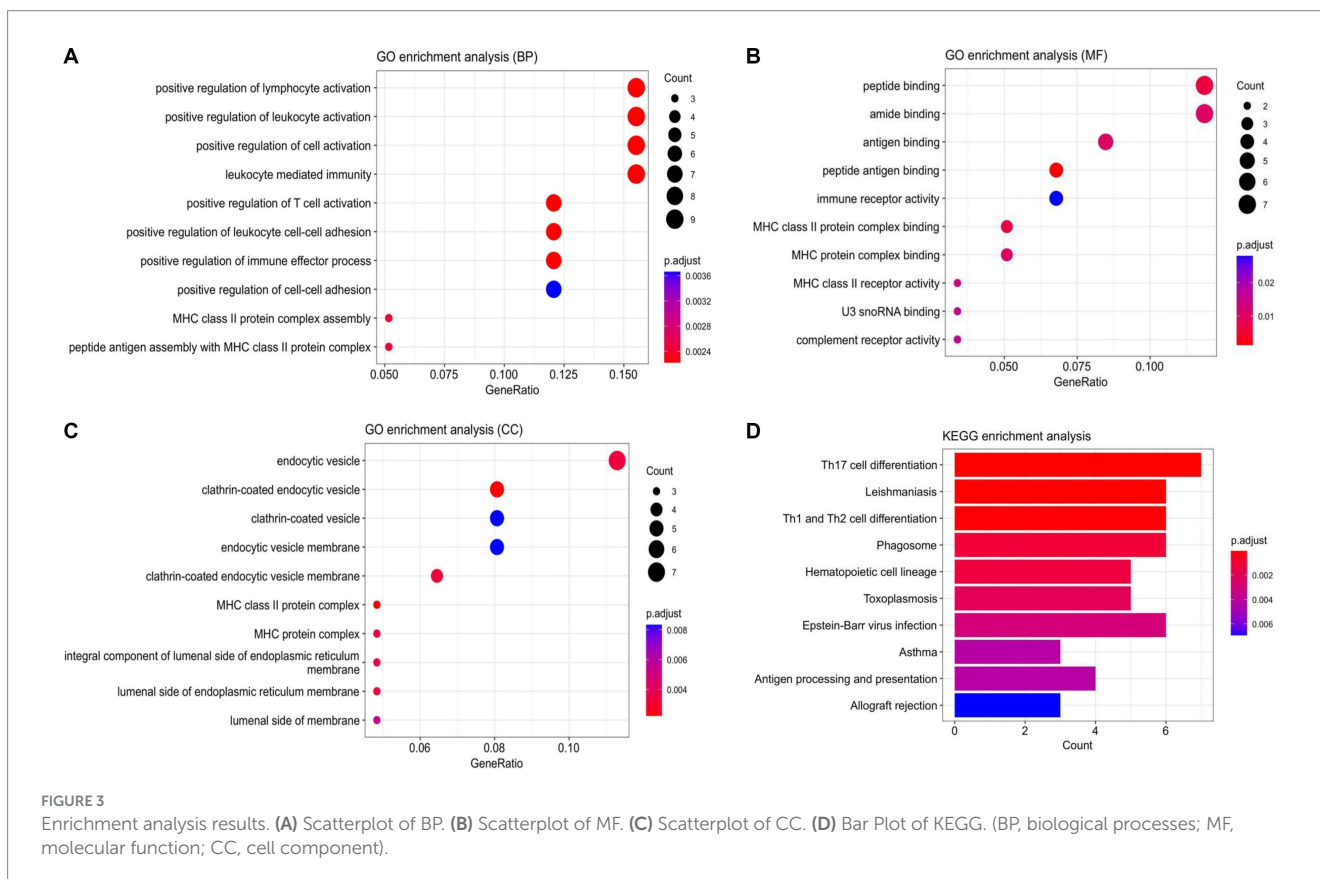 A
GO enrichment analysis (BP)
positive regulation of lymphocyte activation
positive regulation of leukocyte activation
positive regulation of cell activation
leukocyte mediated immunity
positive regulation of T cell activation
positive regulation of leukocyte cell-cell adhesion
positive regulation of immune effector process
positive regulation of cell-cell adhesion
MHC class II protein complex assembly
peptide antigen assembly with MHC class II protein complex
0.050 0.075 0.100 0.125 0.150
GeneRatio
Count
3
4
5
6
7
8
9
p.adjust
0.0036
0.0032
0.0028
0.0024
B
GO enrichment analysis (MF)
peptide binding
amide binding
antigen binding
peptide antigen binding
immune receptor activity
MHC class II protein complex binding
MHC protein complex binding
MHC class II receptor activity
U3 snoRNA binding
complement receptor activity
0.050 0.075 0.100
GeneRatio
Count
2
3
4
5
6
7
p.adjust
0.02
0.01
C
GO enrichment analysis (CC)
endocytic vesicle
clathrin-coated endocytic vesicle
clathrin-coated vesicle
endocytic vesicle membrane
clathrin-coated endocytic vesicle membrane
MHC class II protein complex
MHC protein complex
integral component of lumenal side of endoplasmic reticulum
membrane
lumenal side of endoplasmic reticulum membrane
lumenal side of membrane
0.06 0.08 0.10
GeneRatio
Count
3
4
5
6
7
p.adjust
0.008
0.006
0.004
D
KEGG enrichment analysis
Th17 cell differentiation
Leishmaniasis
Th1 and Th2 cell differentiation
Phagosome
Hematopoietic cell lineage
Toxoplasmosis
Epstein-Barr virus infection
Asthma
Antigen processing and presentation
Allograft rejection
0 2 4 6
Count
p.adjust
0.002
0.004
0.006
FIGURE 3
Enrichment analysis results. (A) Scatterplot of BP. (B) Scatterplot of MF. (C) Scatterplot of CC. (D) Bar Plot of KEGG. (BP, biological processes; MF,
molecular function; CC, cell component).